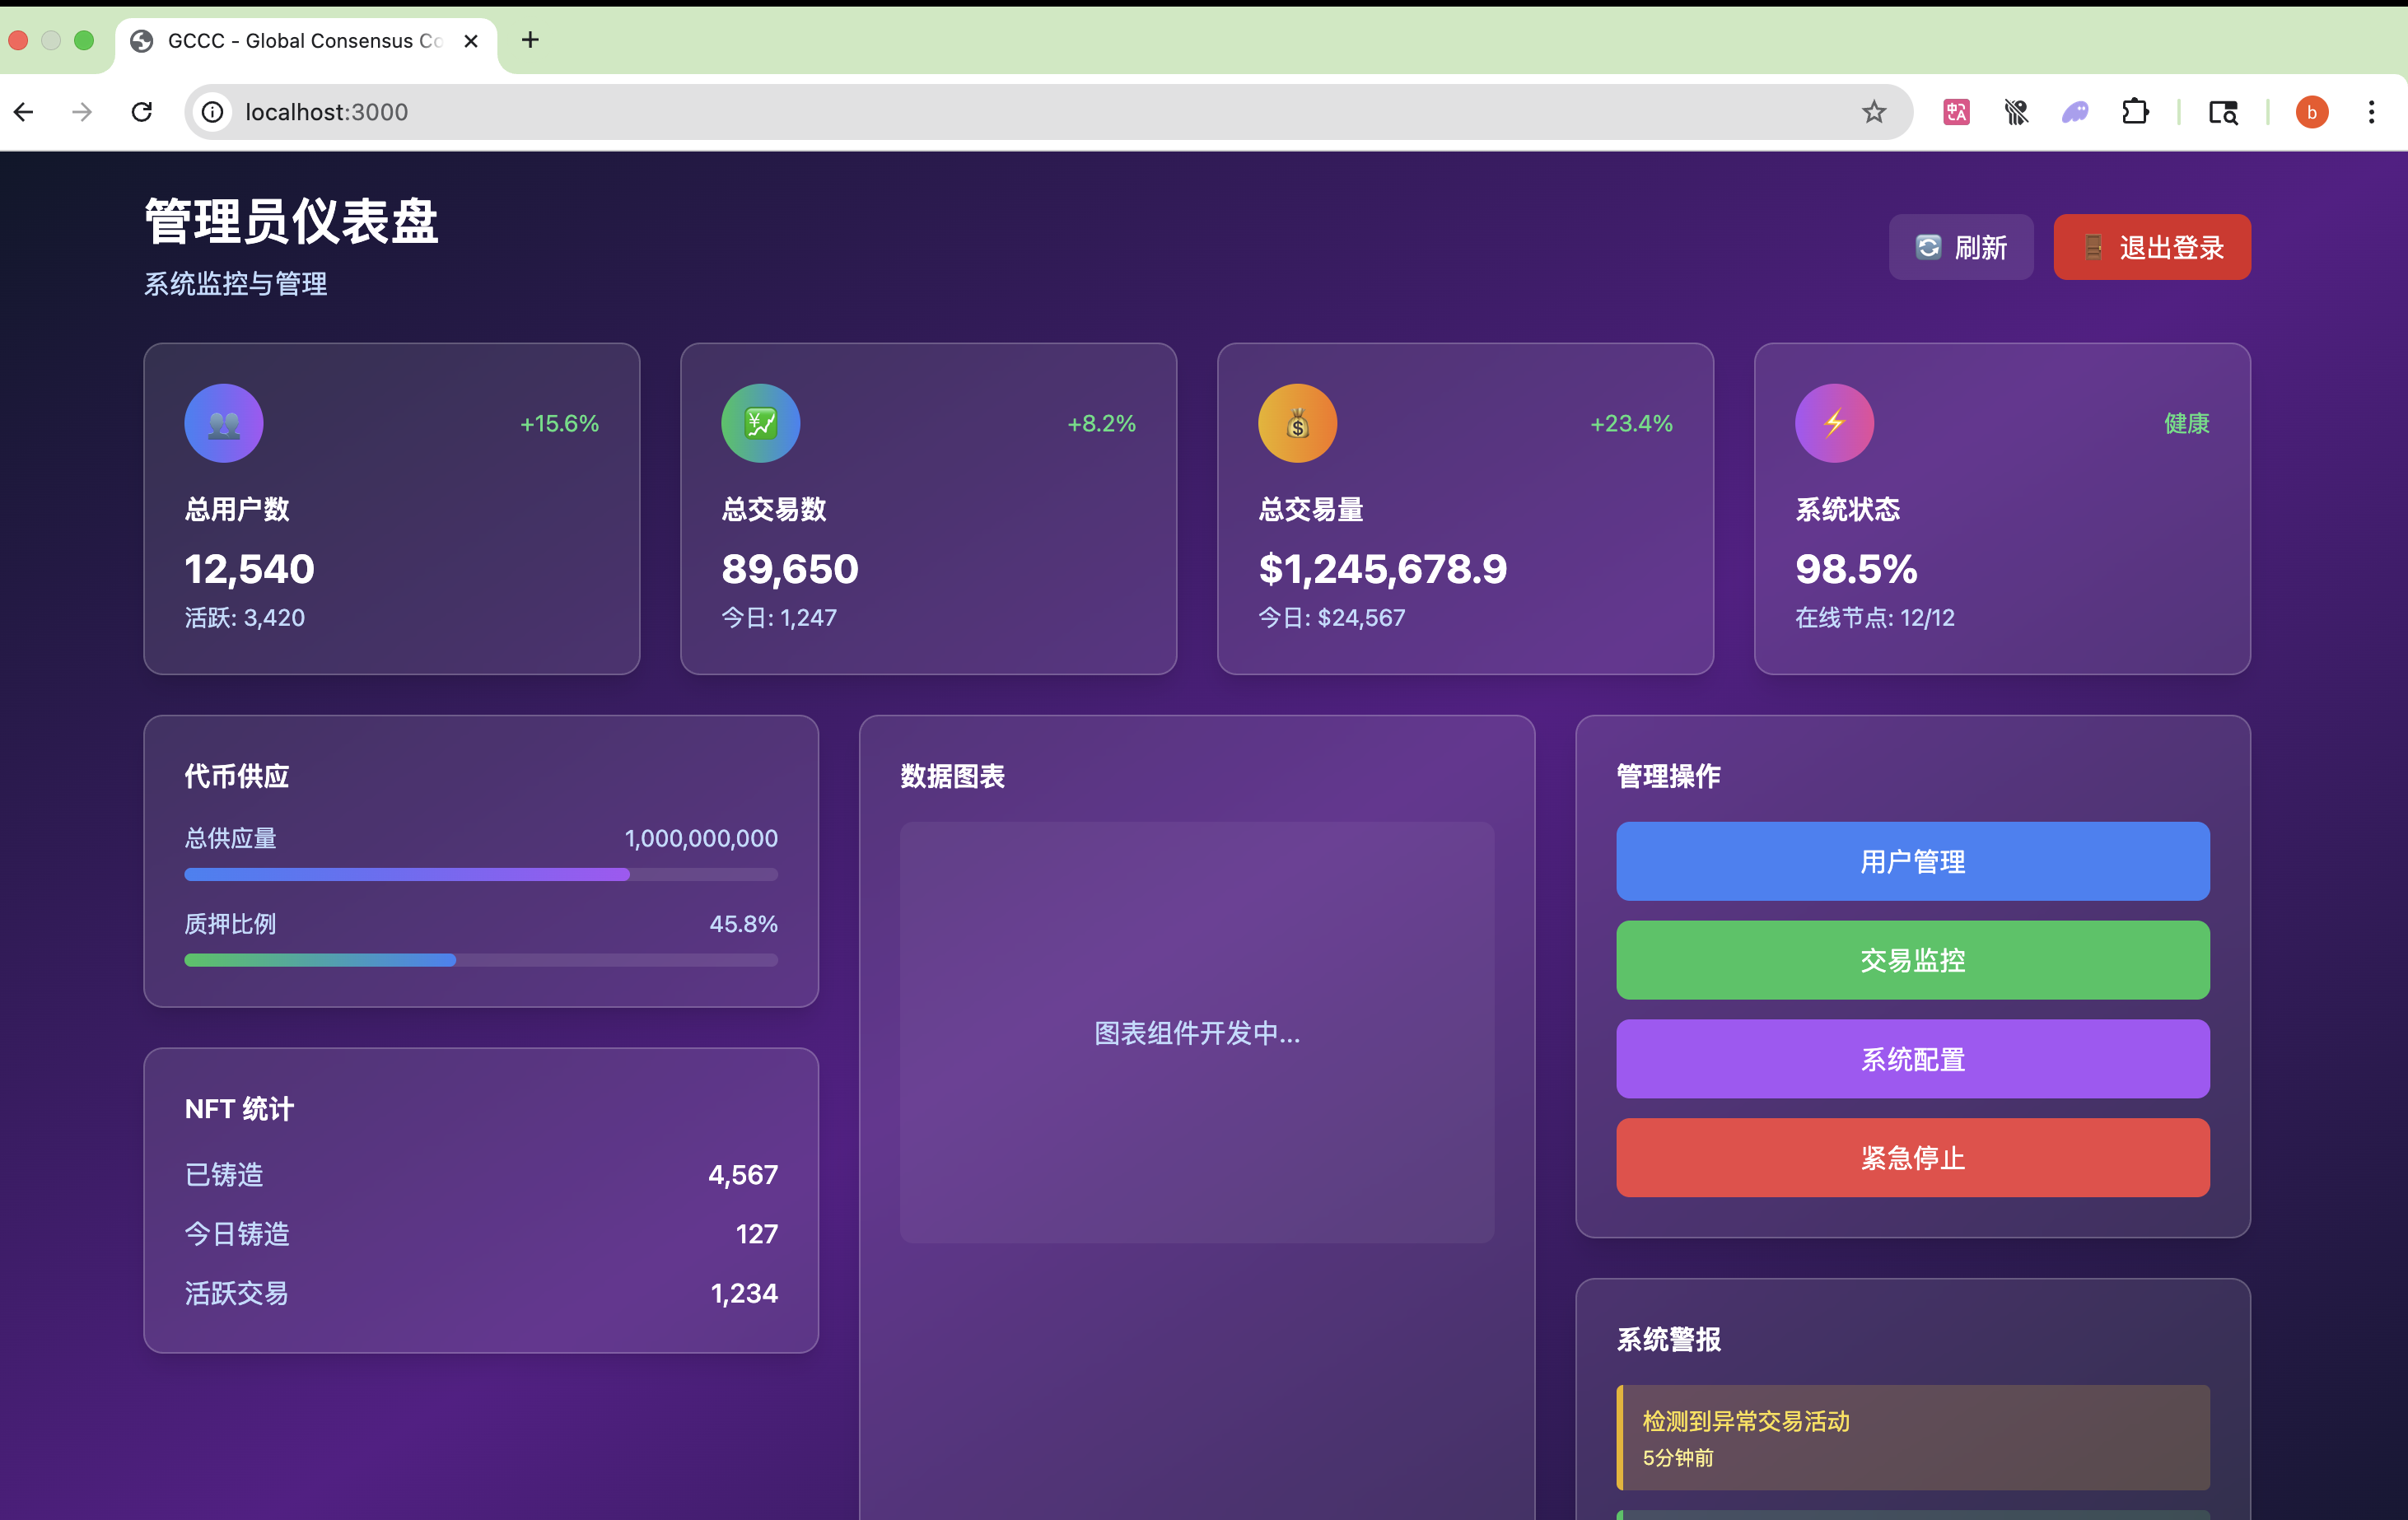 GCCC - Global Consensus Co
localhost:3000
管理员仪表盘
系统监控与管理
刷新
退出登录
+15.6%
总用户数
12,540
活跃: 3,420
+8.2%
总交易数
89,650
今日: 1,247
+23.4%
总交易量
$1,245,678.9
今日: $24,567
健康
系统状态
98.5%
在线节点: 12/12
代币供应
总供应量 1,000,000,000
质押比例 45.8%
NFT 统计
已铸造 4,567
今日铸造 127
活跃交易 1,234
数据图表
图表组件开发中...
管理操作
用户管理
交易监控
系统配置
紧急停止
系统警报
检测到异常交易活动
5分钟前